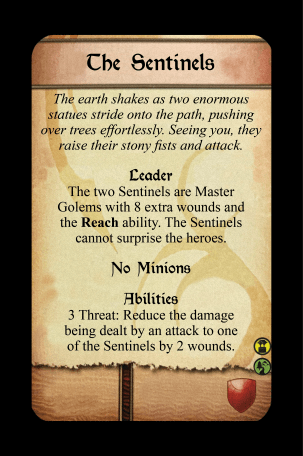 The Sentinels
The earth shakes as two enormous
statues stride onto the path, pushing
over trees effortlessly. Seeing you, they
raise their stony fists and attack.
Leader
The two Sentinels are Master
Golems with 8 extra wounds and
the Reach ability. The Sentinels
cannot surprise the heroes.
No Minions
Abilities
3 Threat: Reduce the damage
being dealt by an attack to one
of the Sentinels by 2 wounds.